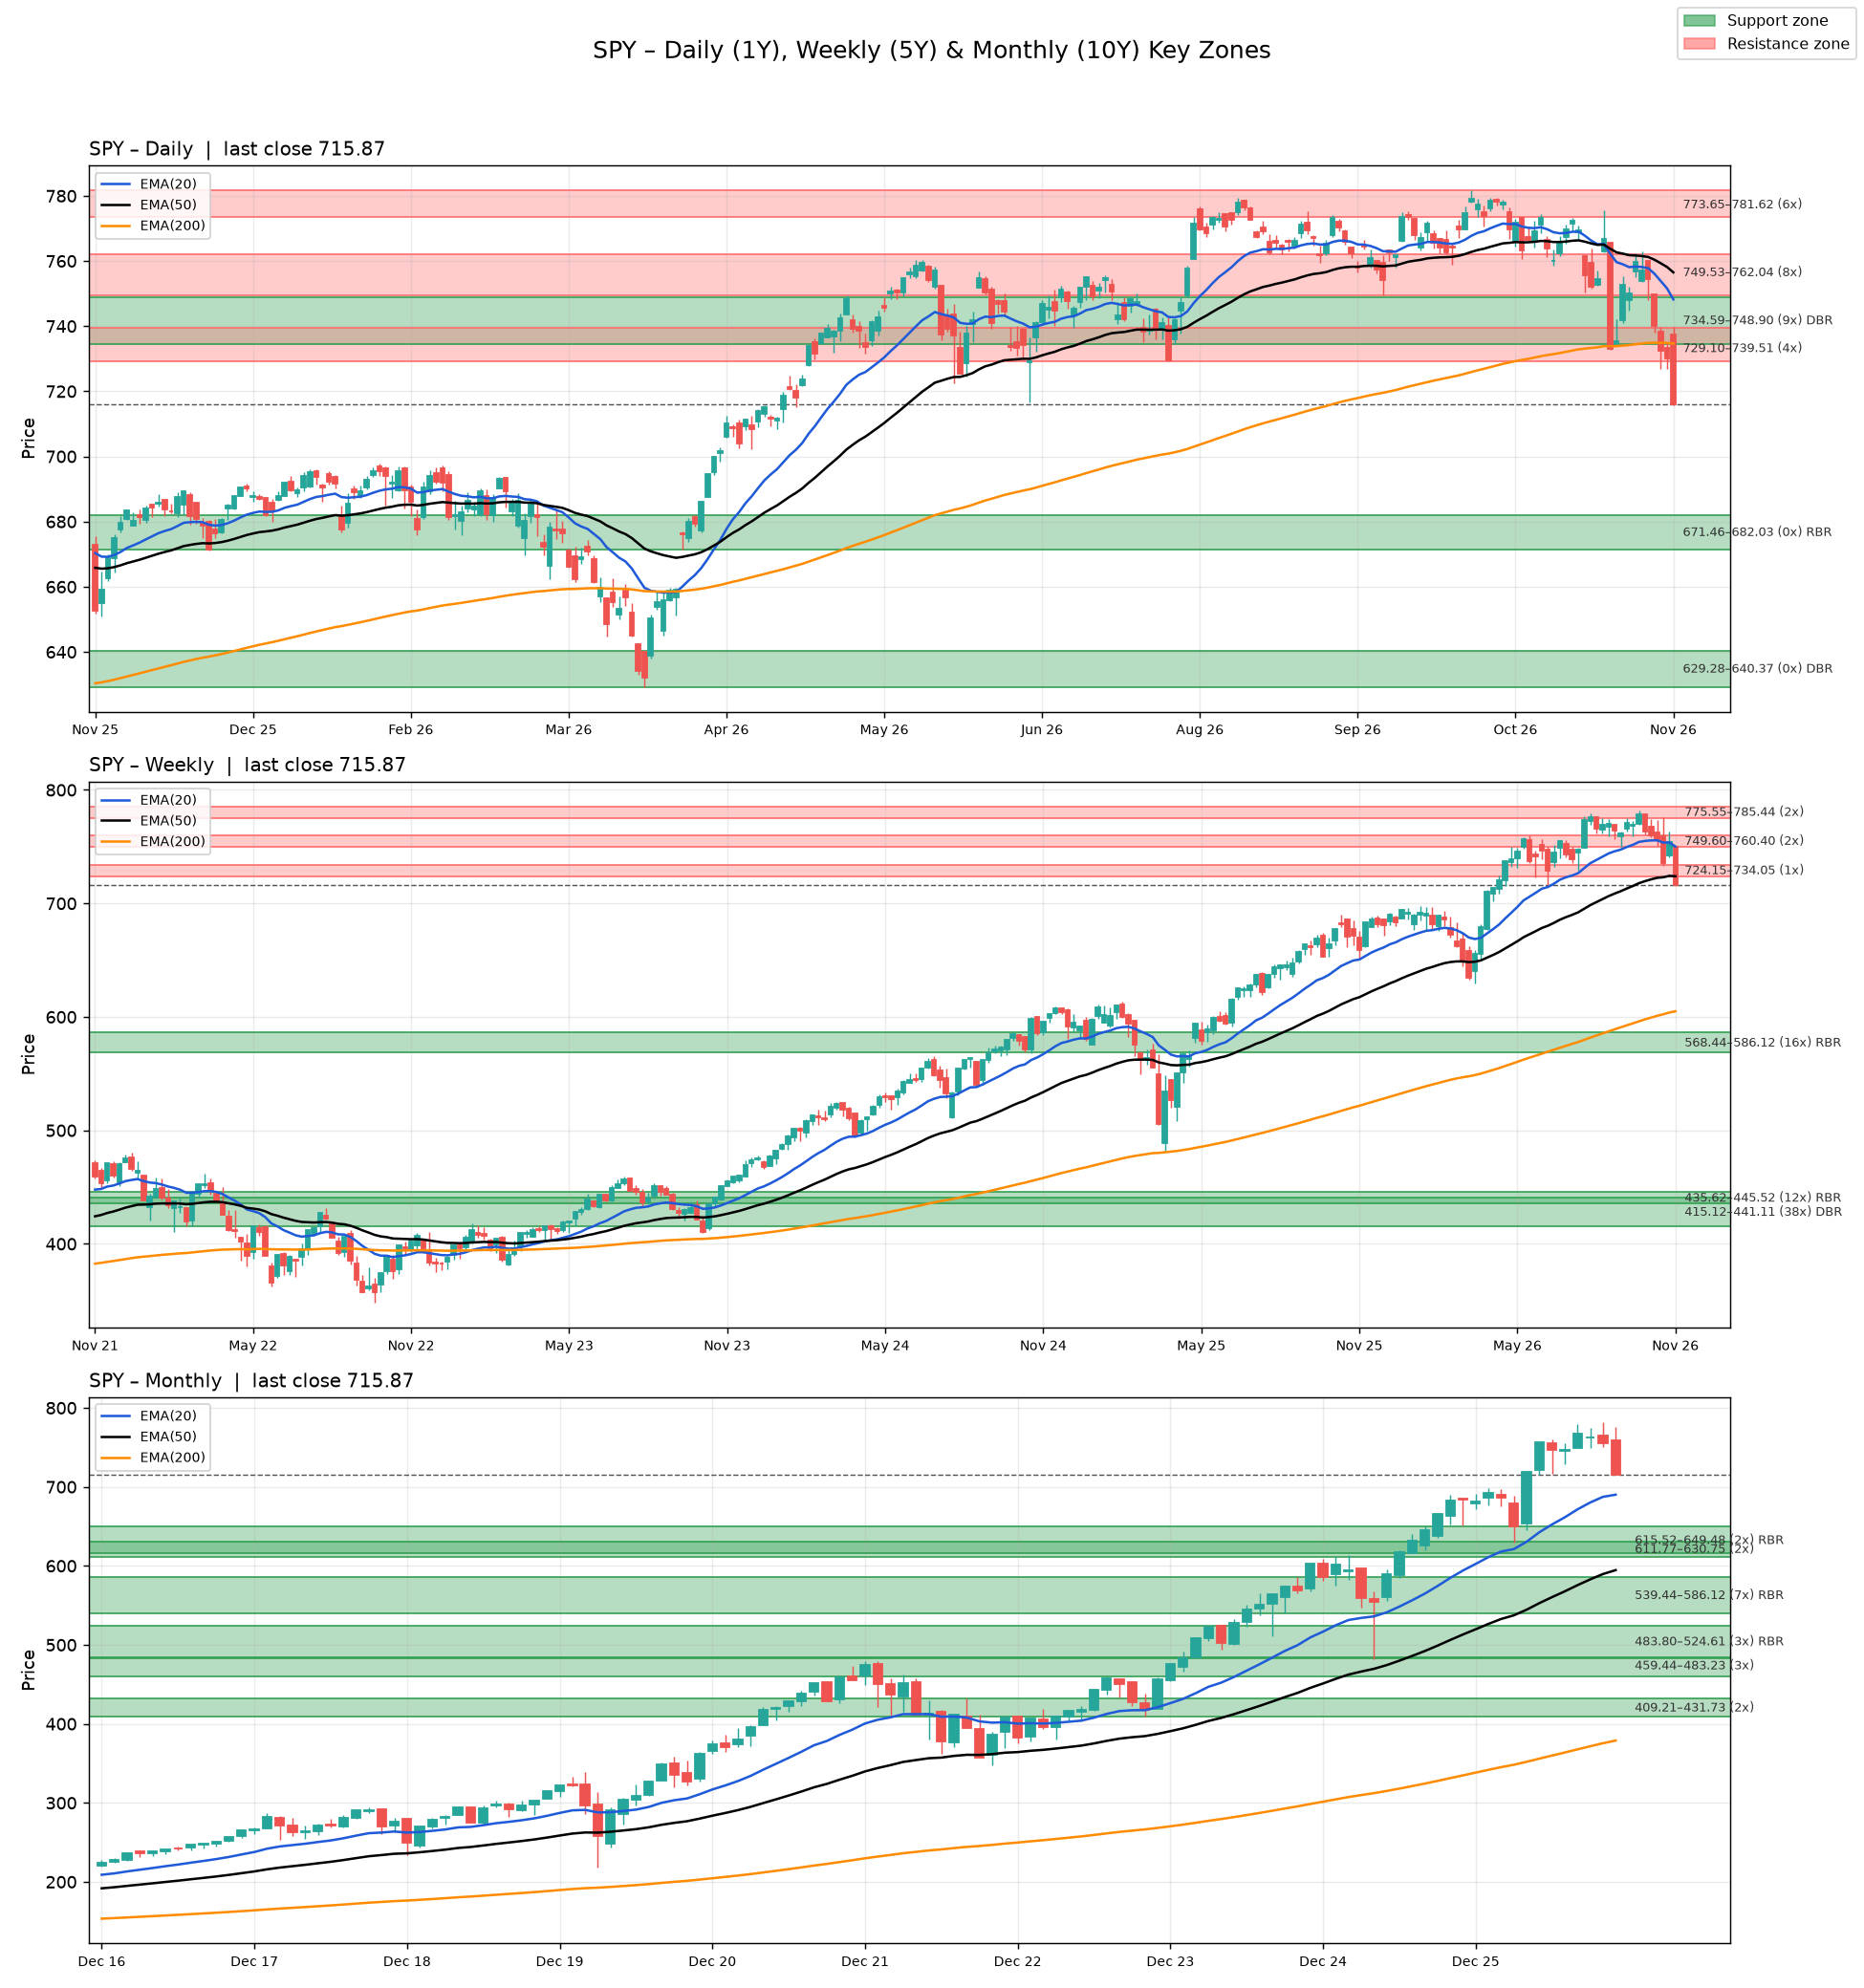 Support zone
Resistance zone
SPY – Daily (1Y), Weekly (5Y) & Monthly (10Y) Key Zones
SPY – Daily | last close 715.87
EMA(20)
EMA(50)
EMA(200)
780
760
740
720
700
680
660
640
Price
773.65–781.62 (6x)
749.53–762.04 (8x)
734.59–748.90 (9x) DBR
729.10–739.51 (4x)
671.46–682.03 (0x) RBR
629.28–640.37 (0x) DBR
Nov 25 Dec 25 Feb 26 Mar 26 Apr 26 May 26 Jun 26 Aug 26 Sep 26 Oct 26 Nov 26
SPY – Weekly | last close 715.87
EMA(20)
EMA(50)
EMA(200)
800
700
600
500
400
Price
775.55–785.44 (2x)
749.60–760.40 (2x)
724.15–734.05 (1x)
568.44–586.12 (16x) RBR
435.62–445.52 (12x) RBR
415.12–441.11 (38x) DBR
Nov 21 May 22 Nov 22 May 23 Nov 23 May 24 Nov 24 May 25 Nov 25 May 26 Nov 26
SPY – Monthly | last close 715.87
EMA(20)
EMA(50)
EMA(200)
800
700
600
500
400
300
200
Price
615.52–649.48 (2x) RBR
611.77–630.75 (2x)
539.44–586.12 (7x) RBR
483.80–524.61 (3x) RBR
459.44–483.23 (3x)
409.21–431.73 (2x)
Dec 16 Dec 17 Dec 18 Dec 19 Dec 20 Dec 21 Dec 22 Dec 23 Dec 24 Dec 25